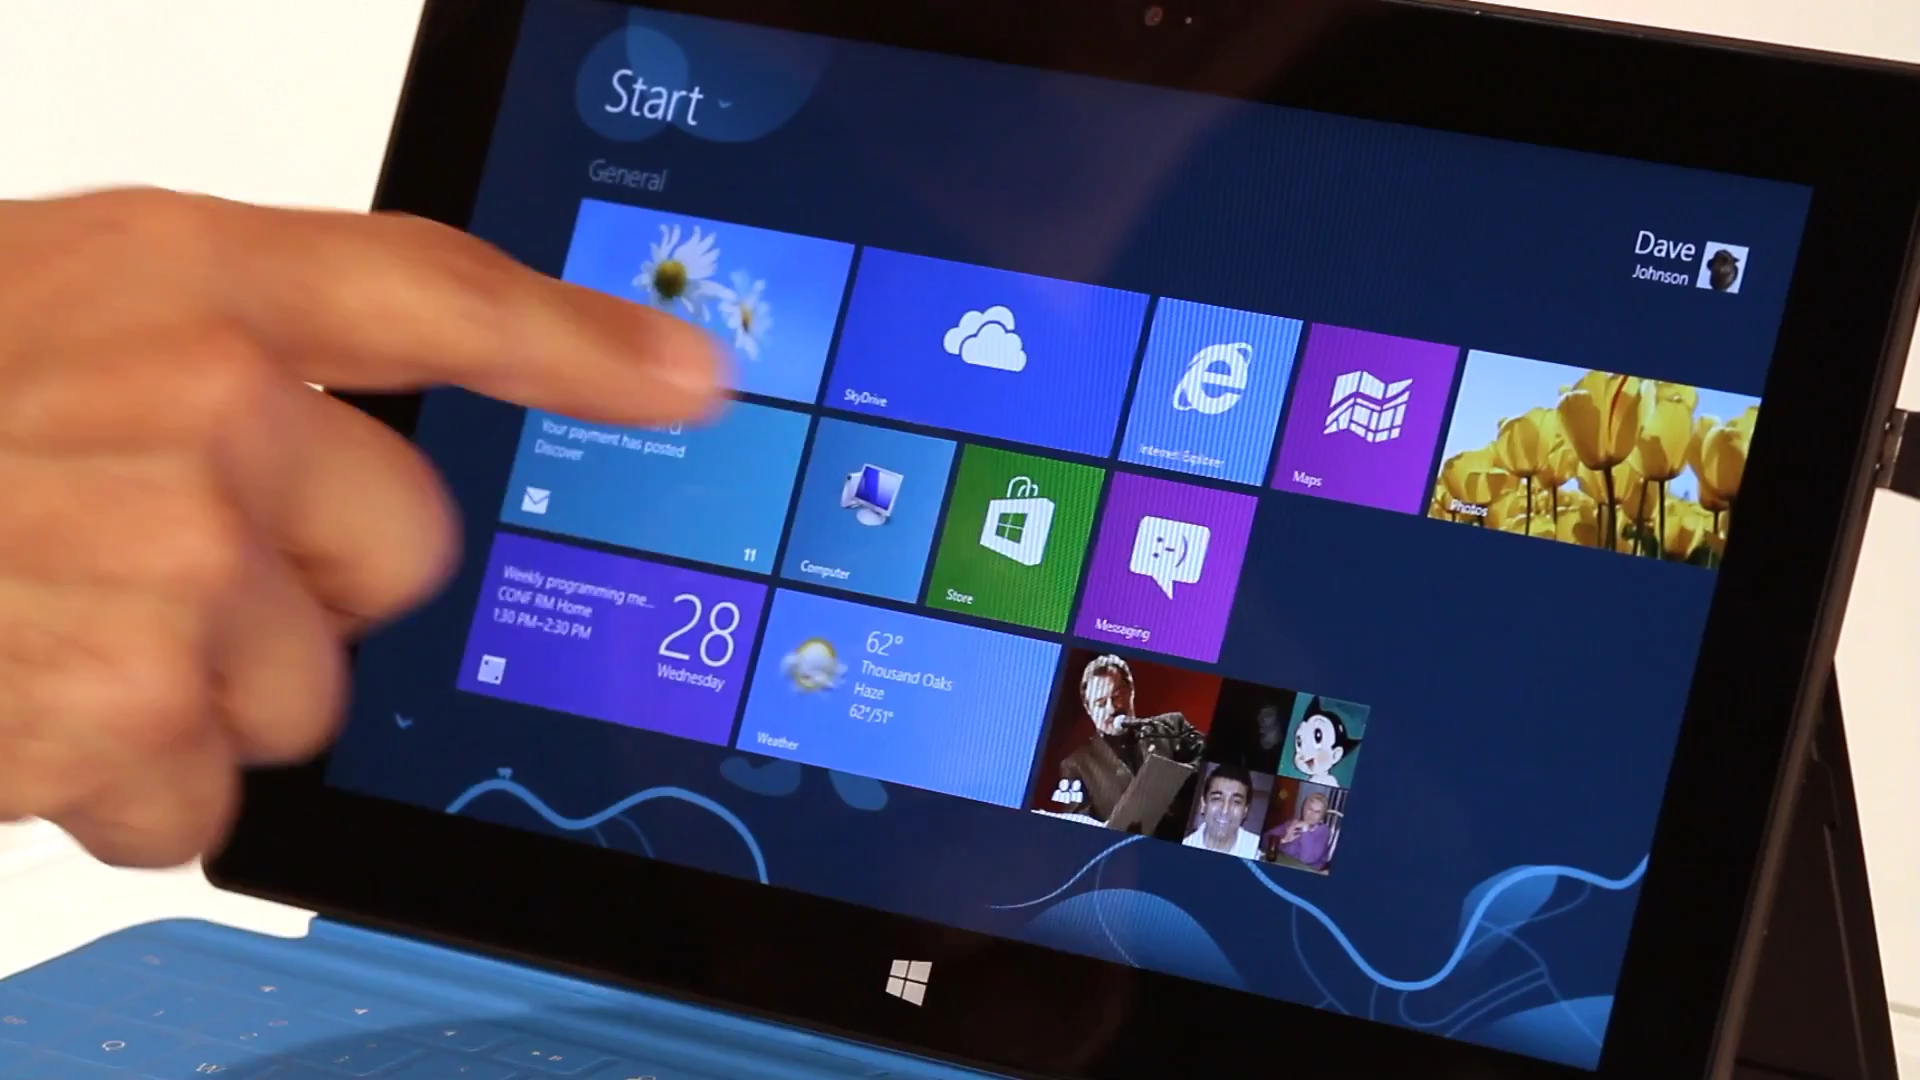 Start
General
Dave
Johnson
SkyDrive
Internet Explorer
Maps
Photos
Your payment has posted
Discover
11
Computer
Store
Messaging
Weekly programming me...
CONF RM Home
1:30 PM–2:30 PM
28
Wednesday
62°
Thousand Oaks
Haze
62°/51°
Weather
:-)
Q
W